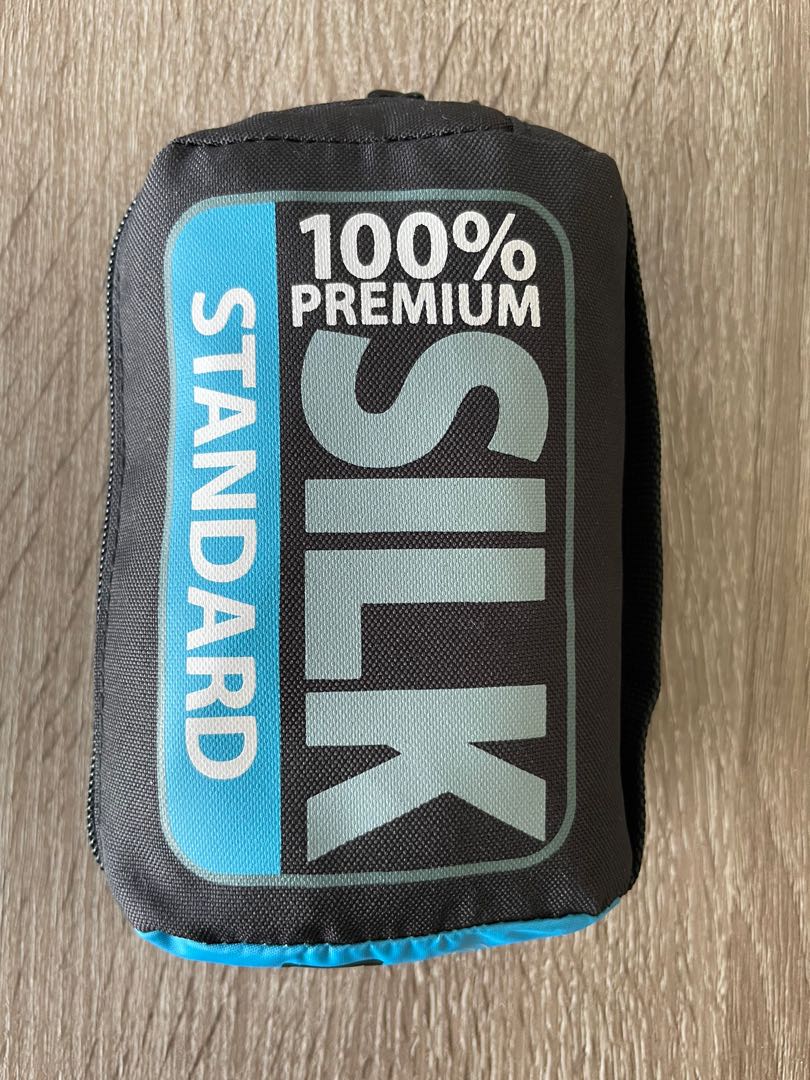 100%
PREMIUM
SILK
STANDARD